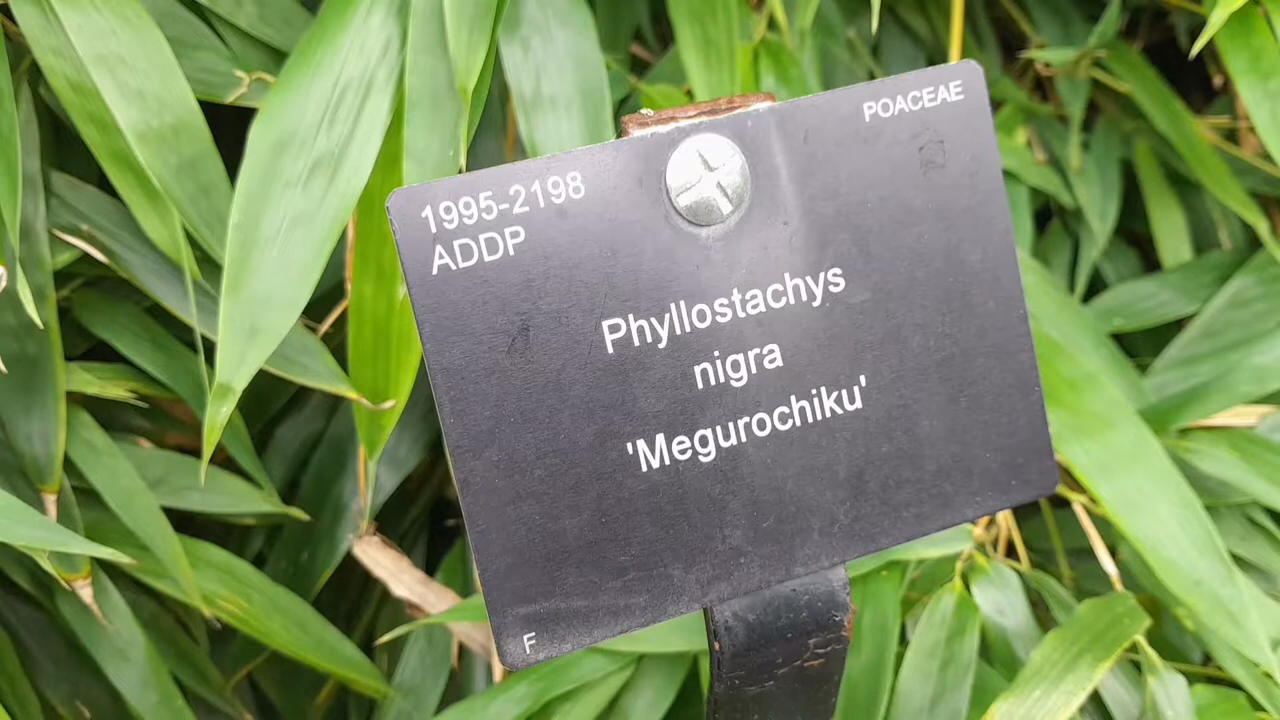 POACEAE
1995-2198
ADDP
Phyllostachys
nigra
'Megurochiku'
F